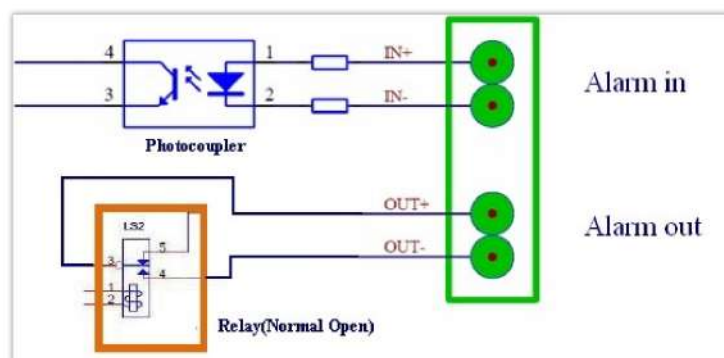 4
1
IN+
3
2
IN-
Alarm in
Photocoupler
OUT+
LS2
5
3
OUT-
4
Alarm out
1
2
Relay(Normal Open)